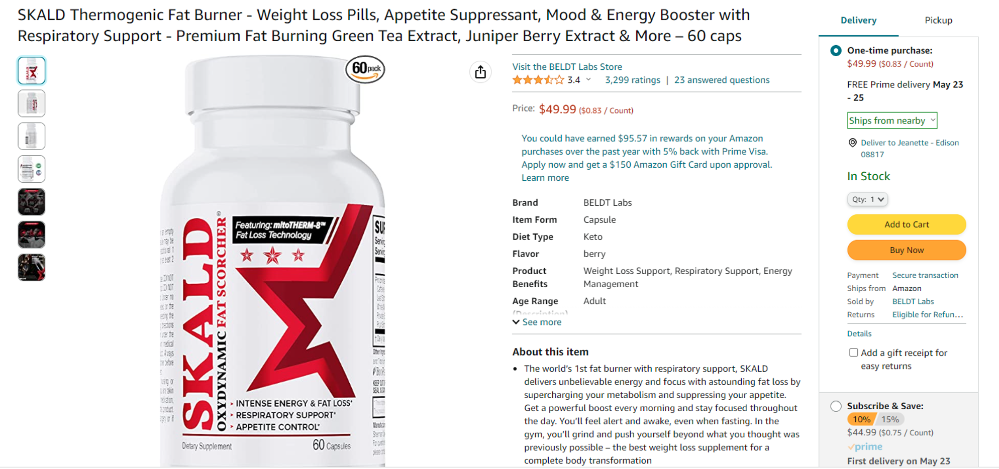 SKALD Thermogenic Fat Burner - Weight Loss Pills, Appetite Suppressant, Mood & Energy Booster with
Respiratory Support - Premium Fat Burning Green Tea Extract, Juniper Berry Extract & More – 60 caps
60 pack
SKALD®
OXYDYNAMIC FAT SCORCHER
Featuring: mitoTHERM-8™
Fat Loss Technology
INTENSE ENERGY & FAT LOSS*
RESPIRATORY SUPPORT*
APPETITE CONTROL*
Dietary Supplement
60 Capsules
Visit the BELDT Labs Store
3.4
3,299 ratings | 23 answered questions
Price: $49.99 ($0.83 / Count)
You could have earned $95.57 in rewards on your Amazon
purchases over the past year with 5% back with Prime Visa.
Apply now and get a $150 Amazon Gift Card upon approval.
Learn more
Brand BELDT Labs
Item Form Capsule
Diet Type Keto
Flavor berry
Product Weight Loss Support, Respiratory Support, Energy
Benefits Management
Age Range Adult
(Description)
See more
About this item
• The world's 1st fat burner with respiratory support, SKALD
delivers unbelievable energy and focus with astounding fat loss by
supercharging your metabolism and suppressing your appetite.
Get a powerful boost every morning and stay focused throughout
the day. You'll feel alert and awake, even when fasting. In the
gym, you'll grind and push yourself beyond what you thought was
previously possible – the best weight loss supplement for a
complete body transformation
Delivery
Pickup
One-time purchase:
$49.99 ($0.83 / Count)
FREE Prime delivery May 23
- 25
Ships from nearby
Deliver to Jeanette - Edison
08817
In Stock
Qty: 1
Add to Cart
Buy Now
Payment Secure transaction
Ships from Amazon
Sold by BELDT Labs
Returns Eligible for Refun...
Details
Add a gift receipt for
easy returns
Subscribe & Save:
10% 15%
$44.99 ($0.75 / Count)
prime
First delivery on May 23